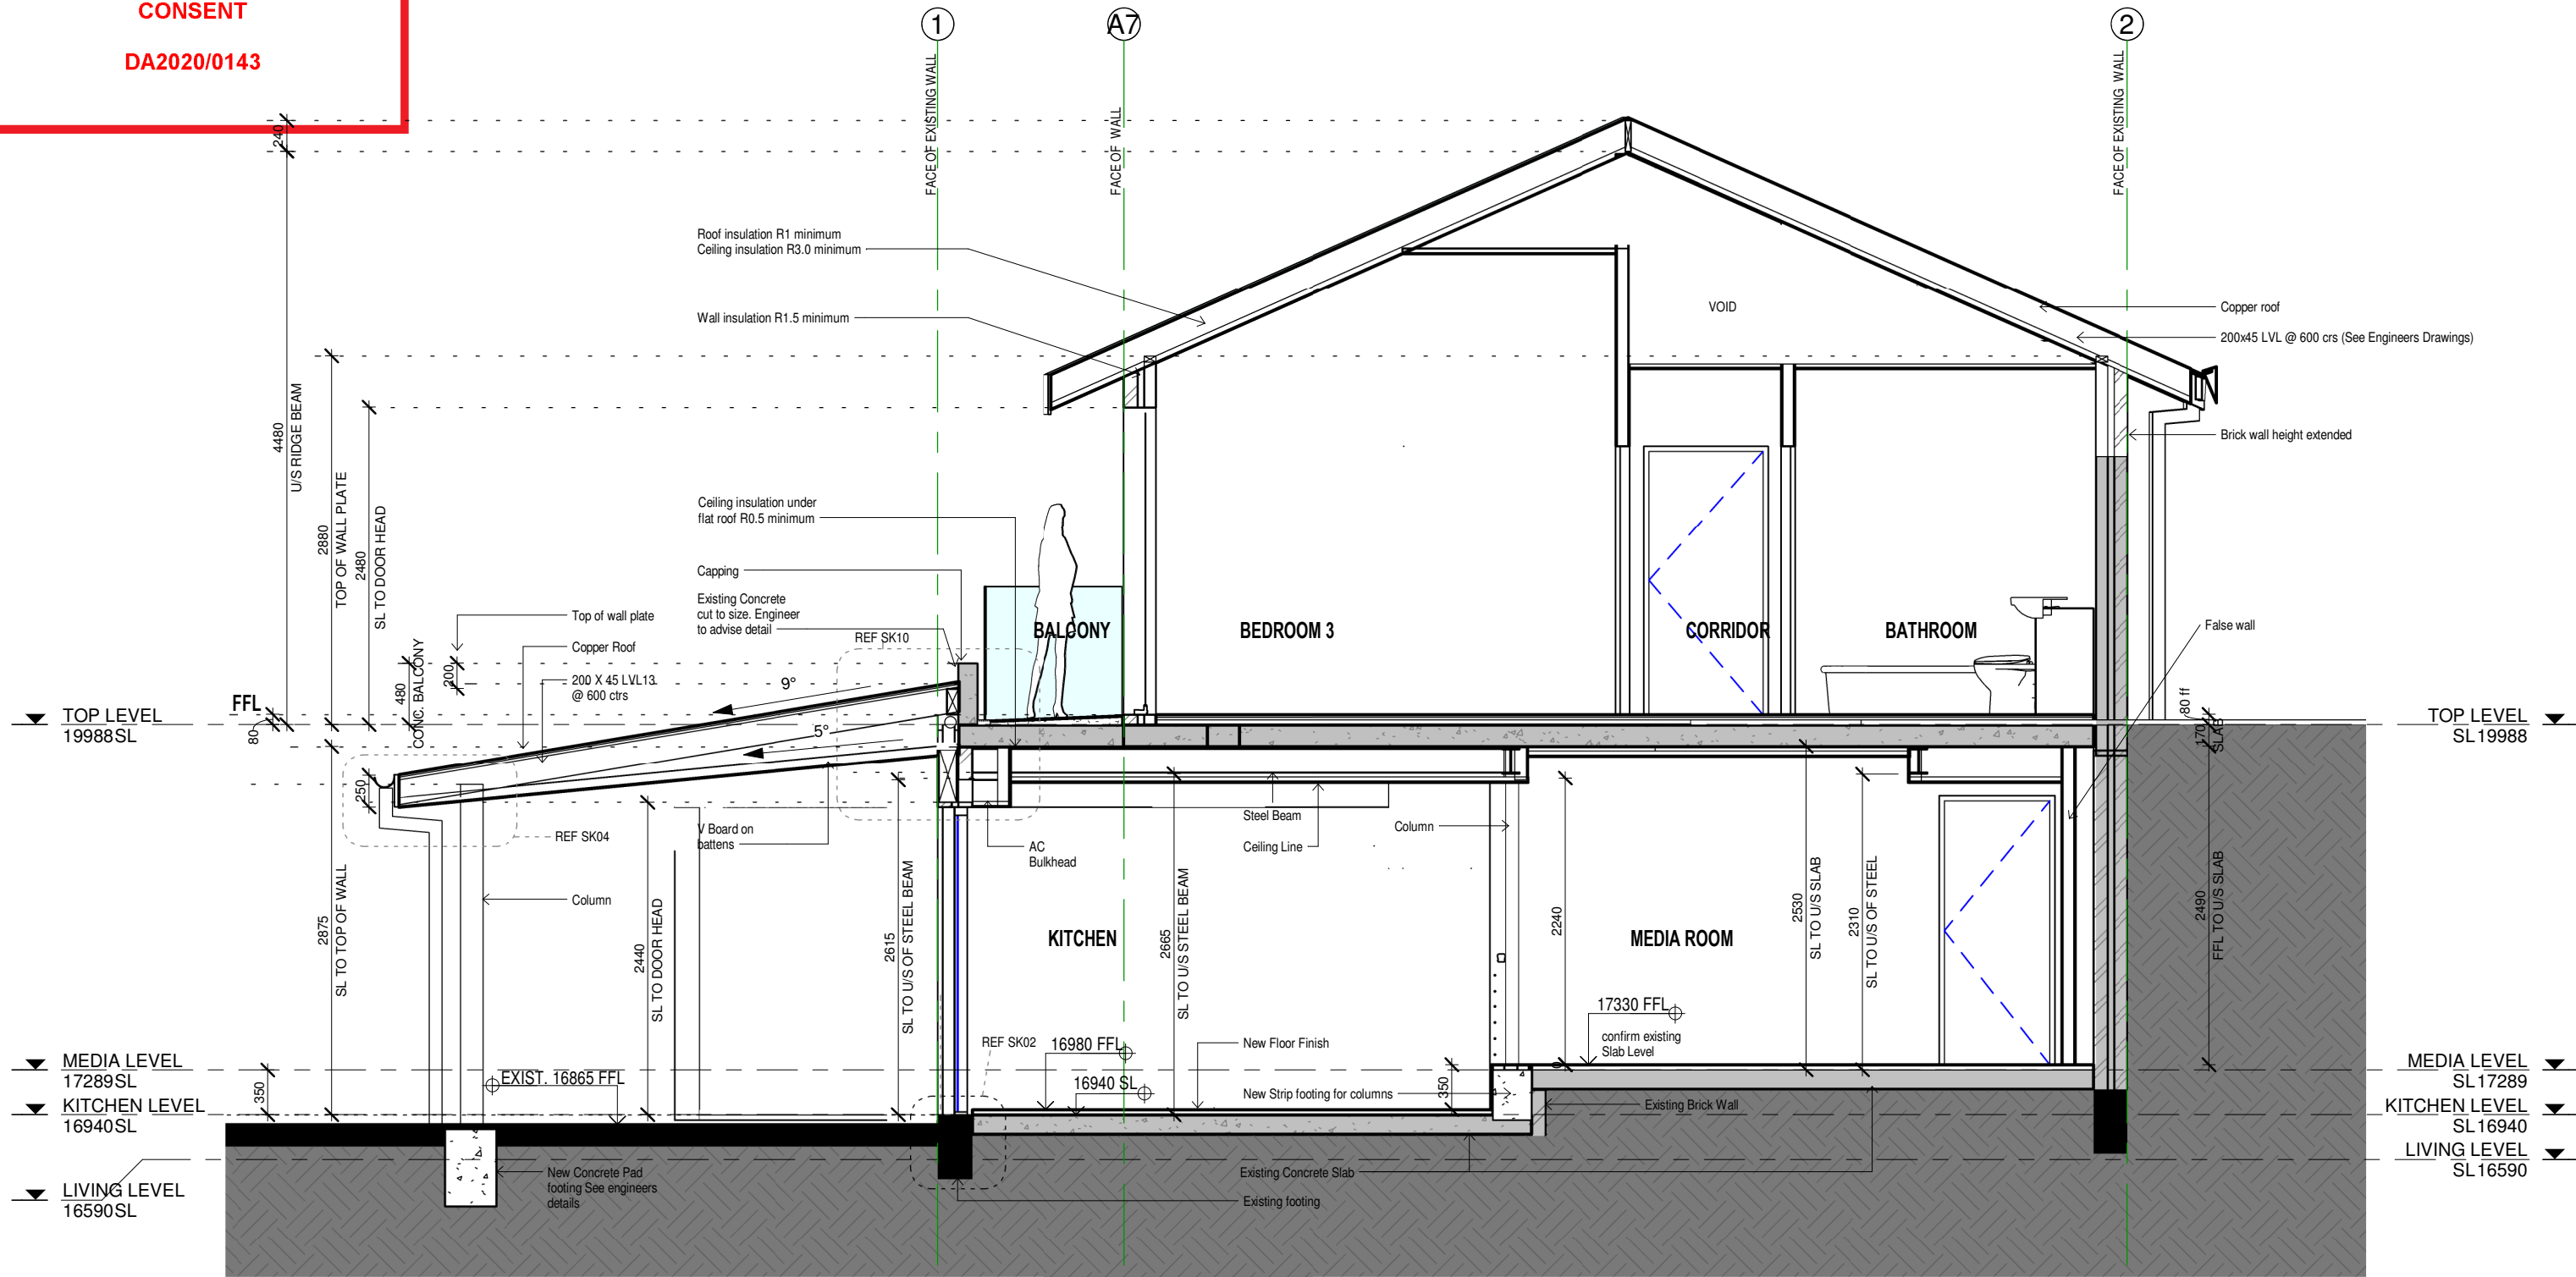 CONSENT
DA2020/0143
1
A7
2
FACE OF EXISTING WALL
FACE OF WALL
FACE OF EXISTING WALL
240
4480
U/S RIDGE BEAM
2880
TOP OF WALL PLATE
2480
SL TO DOOR HEAD
Roof insulation R1 minimum
Ceiling insulation R3.0 minimum
Wall insulation R1.5 minimum
VOID
Copper roof
200x45 LVL @ 600 crs (See Engineers Drawings)
Brick wall height extended
Ceiling insulation under
flat roof R0.5 minimum
Capping
Existing Concrete
cut to size. Engineer
to advise detail
REF SK10
Top of wall plate
Copper Roof
200 X 45 LVL13
@ 600 ctrs
480
CONC. BALCONY
200
9°
5°
BALCONY
BEDROOM 3
CORRIDOR
BATHROOM
False wall
FFL
80
TOP LEVEL
19988SL
80 ff
170
SLAB
TOP LEVEL
SL19988
250
REF SK04
V Board on
battens
AC
Bulkhead
Steel Beam
Ceiling Line
Column
Column
2875
SL TO TOP OF WALL
2440
SL TO DOOR HEAD
2615
SL TO U/S OF STEEL BEAM
KITCHEN
2665
SL TO U/S STEEL BEAM
2240
MEDIA ROOM
2530
SL TO U/S SLAB
2310
SL TO U/S OF STEEL
2490
FFL TO U/S SLAB
17330 FFL
confirm existing
Slab Level
0
REF SK02
16980 FFL
New Floor Finish
16940 SL
350
New Strip footing for columns
Existing Brick Wall
EXIST. 16865 FFL
350
MEDIA LEVEL
17289SL
KITCHEN LEVEL
16940SL
LIVING LEVEL
16590SL
MEDIA LEVEL
SL17289
KITCHEN LEVEL
SL16940
LIVING LEVEL
SL16590
New Concrete Pad
footing See engineers
details
Existing Concrete Slab
Existing footing